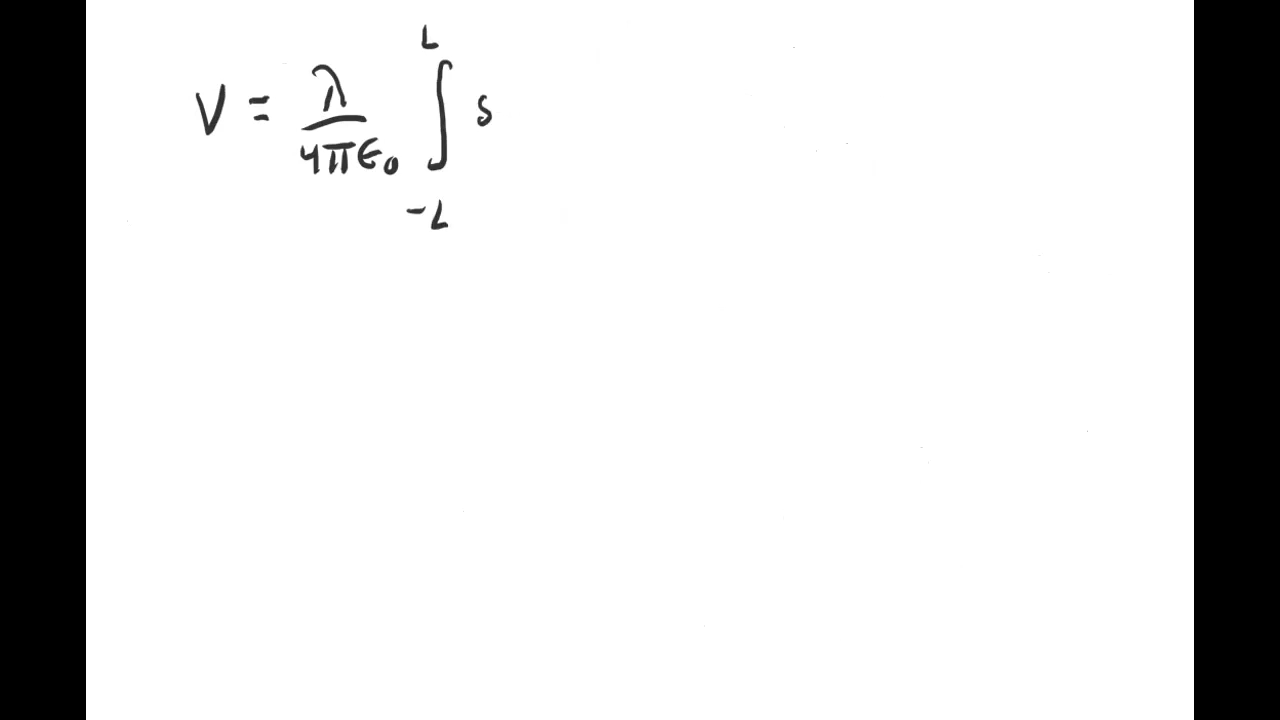 V = λ/4πϵ₀ ∫_{-L}^{L} s